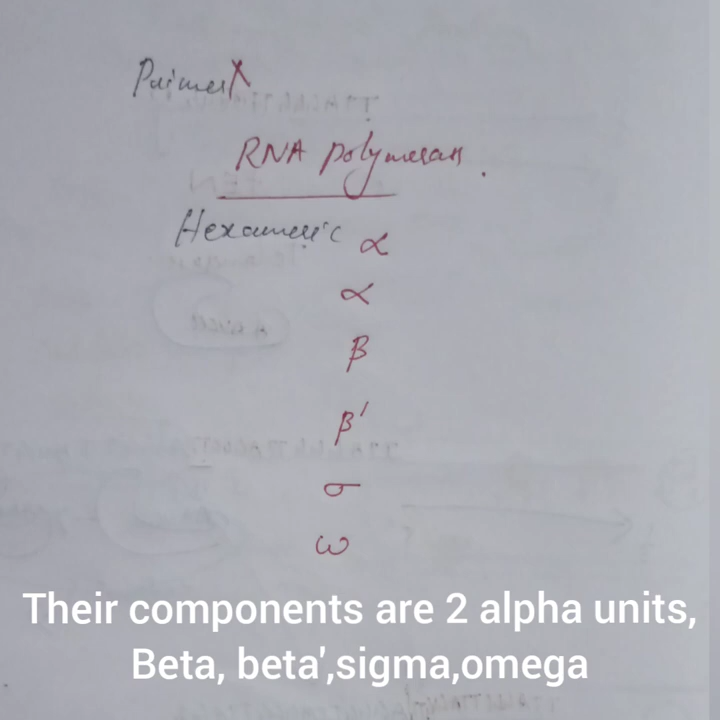 Primer X
RNA polymerase.
Hexameric α
α
β
β'
σ
ω
Their components are 2 alpha units,
Beta, beta',sigma,omega